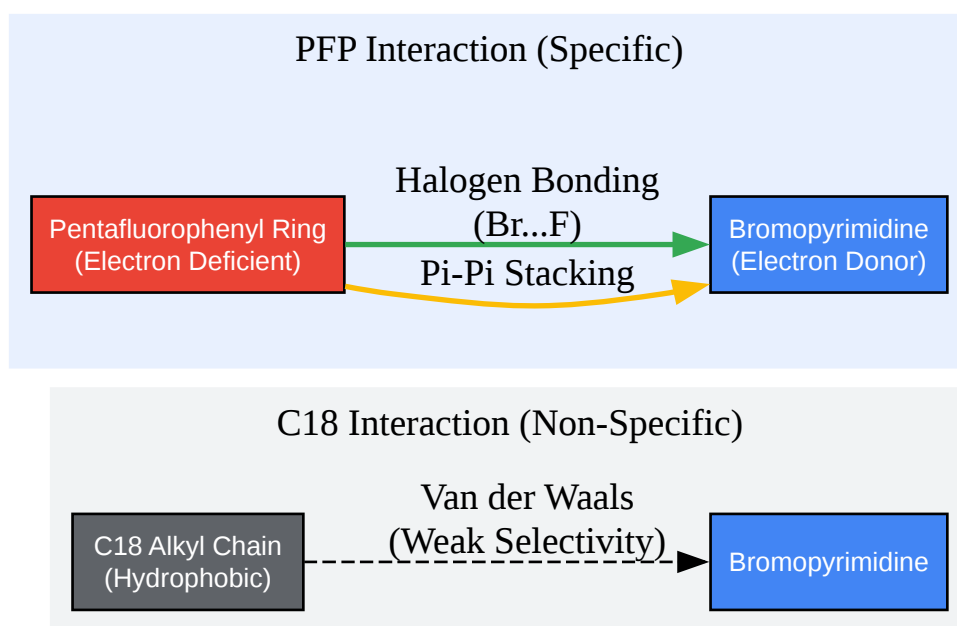 PFP Interaction (Specific)
Halogen Bonding
(Br...F)
Pentafluorophenyl Ring
(Electron Deficient)
Pi-Pi Stacking
Bromopyrimidine
(Electron Donor)
C18 Interaction (Non-Specific)
Van der Waals
(Weak Selectivity)
C18 Alkyl Chain
(Hydrophobic)
Bromopyrimidine